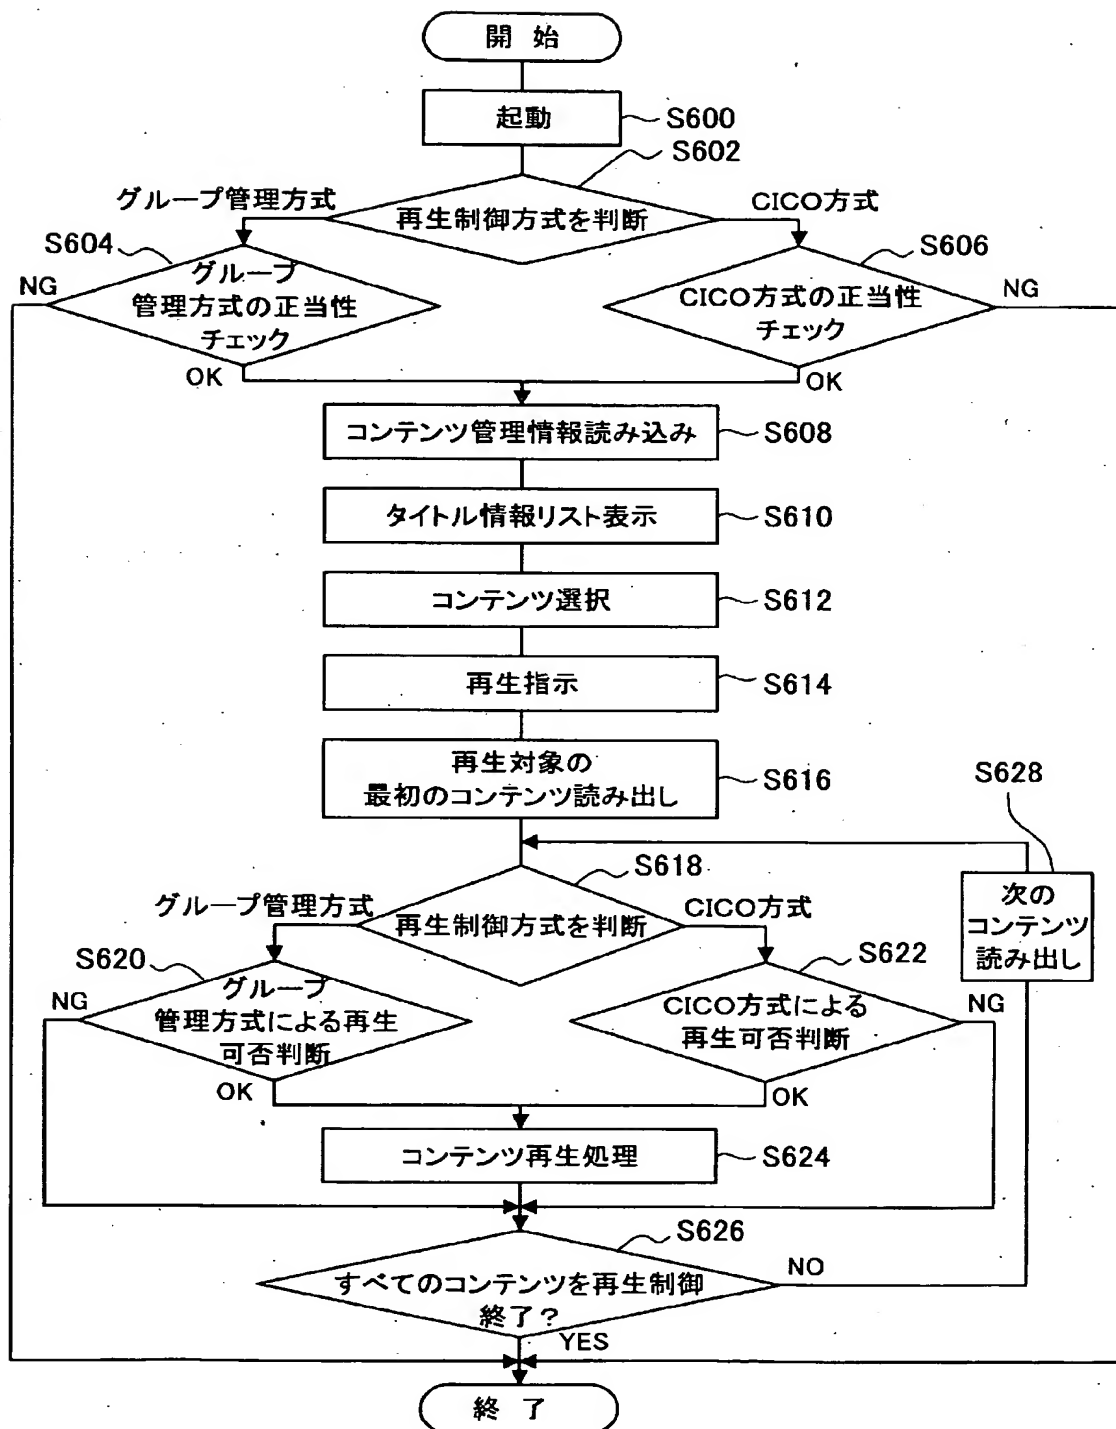 開 始
起動
S600
S602
グループ管理方式
再生制御方式を判断
CICO方式
S604
S606
NG
グループ
管理方式の正当性
チェック
CICO方式の正当性
チェック
NG
OK
OK
コンテンツ管理情報読み込み
S608
タイトル情報リスト表示
S610
コンテンツ選択
S612
再生指示
S614
再生対象の
最初のコンテンツ読み出し
S616
S628
次の
コンテンツ
読み出し
S618
グループ管理方式
再生制御方式を判断
CICO方式
S620
S622
NG
グループ
管理方式による再生
可否判断
CICO方式による
再生可否判断
NG
OK
OK
コンテンツ再生処理
S624
S626
すべてのコンテンツを再生制御
終了?
NO
YES
終 了